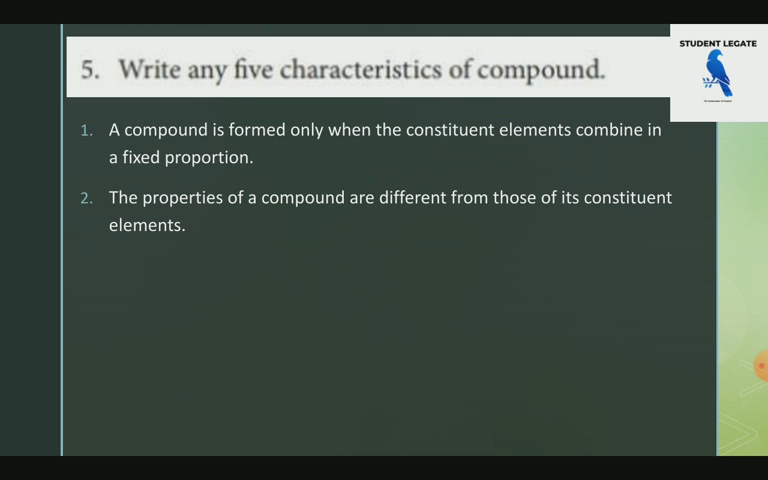 5. Write any five characteristics of compound.
STUDENT LEGATE
1. A compound is formed only when the constituent elements combine in
a fixed proportion.
2. The properties of a compound are different from those of its constituent
elements.